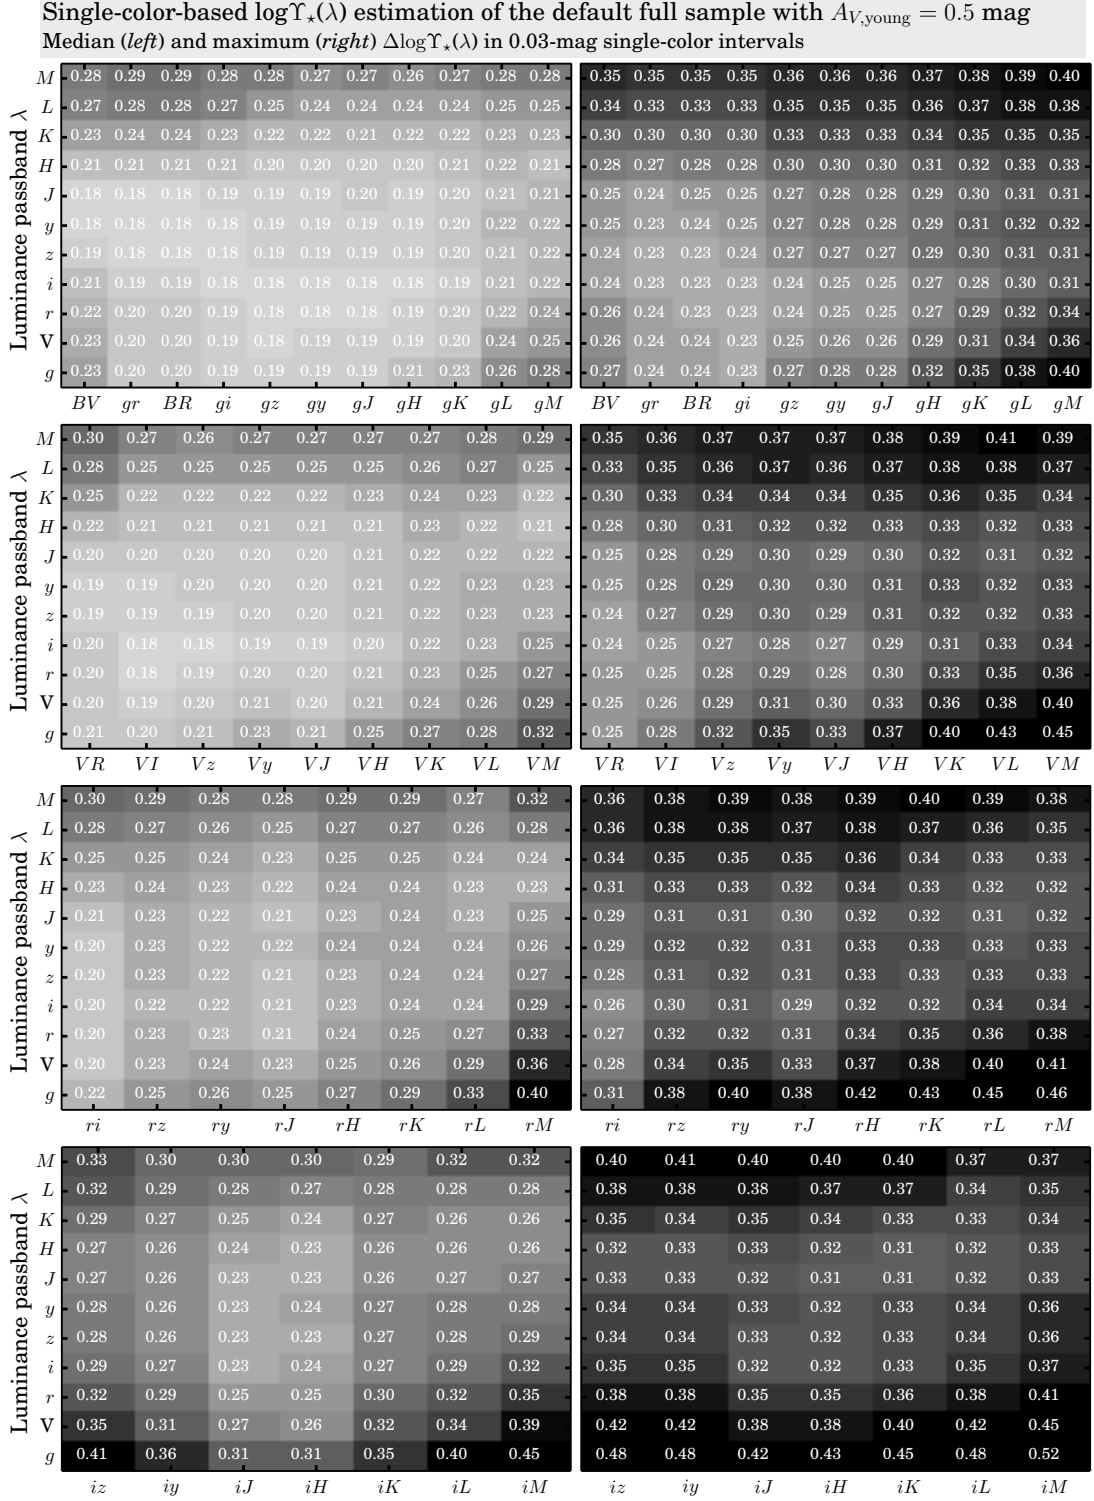 Single-color-based logΥ⋆(λ) estimation of the default full sample with A_V,young = 0.5 mag
Median (left) and maximum (right) ΔlogΥ⋆(λ) in 0.03-mag single-color intervals
Luminance passband λ
M 0.28 0.29 0.29 0.28 0.28 0.27 0.27 0.26 0.27 0.28 0.28 0.35 0.35 0.35 0.35 0.36 0.36 0.36 0.37 0.38 0.39 0.40
L 0.27 0.28 0.28 0.27 0.25 0.24 0.24 0.24 0.24 0.25 0.25 0.34 0.33 0.33 0.33 0.35 0.35 0.35 0.36 0.37 0.38 0.38
K 0.23 0.24 0.24 0.23 0.22 0.22 0.21 0.22 0.22 0.23 0.23 0.30 0.30 0.30 0.30 0.33 0.33 0.33 0.34 0.35 0.35 0.35
H 0.21 0.21 0.21 0.21 0.20 0.20 0.20 0.20 0.21 0.22 0.21 0.28 0.27 0.28 0.28 0.30 0.30 0.30 0.31 0.32 0.33 0.33
J 0.18 0.18 0.18 0.19 0.19 0.19 0.20 0.19 0.20 0.21 0.21 0.25 0.24 0.25 0.25 0.27 0.28 0.28 0.29 0.30 0.31 0.31
y 0.18 0.18 0.18 0.18 0.19 0.19 0.19 0.19 0.20 0.22 0.22 0.25 0.23 0.24 0.25 0.27 0.28 0.28 0.29 0.31 0.32 0.32
z 0.19 0.18 0.18 0.18 0.19 0.19 0.19 0.19 0.20 0.21 0.22 0.24 0.23 0.23 0.24 0.27 0.27 0.27 0.29 0.30 0.31 0.31
i 0.21 0.19 0.19 0.18 0.18 0.18 0.18 0.18 0.19 0.21 0.22 0.24 0.23 0.23 0.23 0.24 0.25 0.25 0.27 0.28 0.30 0.31
r 0.22 0.20 0.20 0.19 0.18 0.18 0.18 0.19 0.20 0.22 0.24 0.26 0.24 0.23 0.23 0.24 0.25 0.25 0.27 0.29 0.32 0.34
V 0.23 0.20 0.20 0.19 0.18 0.19 0.19 0.19 0.20 0.24 0.25 0.26 0.24 0.24 0.23 0.25 0.26 0.26 0.29 0.31 0.34 0.36
g 0.23 0.20 0.20 0.19 0.19 0.19 0.19 0.21 0.23 0.26 0.28 0.27 0.24 0.24 0.23 0.27 0.28 0.28 0.32 0.35 0.38 0.40
BV gr BR gi gz gy gJ gH gK gL gM BV gr BR gi gz gy gJ gH gK gL gM
Luminance passband λ
M 0.30 0.27 0.26 0.27 0.27 0.27 0.27 0.28 0.29 0.35 0.36 0.37 0.37 0.37 0.38 0.39 0.41 0.39
L 0.28 0.25 0.25 0.25 0.25 0.25 0.26 0.27 0.25 0.33 0.35 0.36 0.37 0.36 0.37 0.38 0.38 0.37
K 0.25 0.22 0.22 0.22 0.22 0.23 0.24 0.23 0.22 0.30 0.33 0.34 0.34 0.34 0.35 0.36 0.35 0.34
H 0.22 0.21 0.21 0.21 0.21 0.21 0.23 0.22 0.21 0.28 0.30 0.31 0.32 0.32 0.33 0.33 0.32 0.33
J 0.20 0.20 0.20 0.20 0.20 0.21 0.22 0.22 0.22 0.25 0.28 0.29 0.30 0.29 0.30 0.32 0.31 0.32
y 0.19 0.19 0.20 0.20 0.20 0.21 0.22 0.23 0.23 0.25 0.28 0.29 0.30 0.30 0.31 0.33 0.32 0.33
z 0.19 0.19 0.19 0.20 0.20 0.21 0.22 0.23 0.23 0.24 0.27 0.29 0.30 0.29 0.31 0.32 0.32 0.33
i 0.20 0.18 0.18 0.19 0.19 0.20 0.22 0.23 0.25 0.24 0.25 0.27 0.28 0.27 0.29 0.31 0.33 0.34
r 0.20 0.18 0.19 0.20 0.20 0.21 0.23 0.25 0.27 0.25 0.25 0.28 0.29 0.28 0.30 0.33 0.35 0.36
V 0.20 0.19 0.20 0.21 0.20 0.21 0.24 0.26 0.29 0.25 0.26 0.29 0.31 0.30 0.33 0.36 0.38 0.40
g 0.21 0.20 0.21 0.23 0.21 0.25 0.27 0.28 0.32 0.25 0.28 0.32 0.35 0.33 0.37 0.40 0.43 0.45
VR VI Vz Vy VJ VH VK VL VM VR VI Vz Vy VJ VH VK VL VM
Luminance passband λ
M 0.30 0.29 0.28 0.28 0.29 0.29 0.27 0.32 0.36 0.38 0.39 0.38 0.39 0.40 0.39 0.38
L 0.28 0.27 0.26 0.25 0.27 0.27 0.26 0.28 0.36 0.38 0.38 0.37 0.38 0.37 0.36 0.35
K 0.25 0.25 0.24 0.23 0.25 0.25 0.24 0.24 0.34 0.35 0.35 0.35 0.36 0.34 0.33 0.33
H 0.23 0.24 0.23 0.22 0.24 0.24 0.23 0.23 0.31 0.33 0.33 0.32 0.34 0.33 0.32 0.32
J 0.21 0.23 0.22 0.21 0.23 0.24 0.23 0.25 0.29 0.31 0.31 0.30 0.32 0.32 0.31 0.32
y 0.20 0.23 0.22 0.22 0.24 0.24 0.24 0.26 0.29 0.32 0.32 0.31 0.33 0.33 0.33 0.33
z 0.20 0.23 0.22 0.21 0.23 0.24 0.24 0.27 0.28 0.31 0.32 0.31 0.33 0.33 0.33 0.33
i 0.20 0.22 0.22 0.21 0.23 0.24 0.24 0.29 0.26 0.30 0.31 0.29 0.32 0.32 0.34 0.34
r 0.20 0.23 0.23 0.21 0.24 0.25 0.27 0.33 0.27 0.32 0.32 0.31 0.34 0.35 0.36 0.38
V 0.20 0.23 0.24 0.23 0.25 0.26 0.29 0.36 0.28 0.34 0.35 0.33 0.37 0.38 0.40 0.41
g 0.22 0.25 0.26 0.25 0.27 0.29 0.33 0.40 0.31 0.38 0.40 0.38 0.42 0.43 0.45 0.46
ri rz ry rJ rH rK rL rM ri rz ry rJ rH rK rL rM
Luminance passband λ
M 0.33 0.30 0.30 0.30 0.29 0.32 0.32 0.40 0.41 0.40 0.40 0.40 0.37 0.37
L 0.32 0.29 0.28 0.27 0.28 0.28 0.28 0.38 0.38 0.38 0.37 0.37 0.34 0.35
K 0.29 0.27 0.25 0.24 0.27 0.26 0.26 0.35 0.34 0.35 0.34 0.33 0.33 0.34
H 0.27 0.26 0.24 0.23 0.26 0.26 0.26 0.32 0.33 0.33 0.32 0.31 0.32 0.33
J 0.27 0.26 0.23 0.23 0.26 0.27 0.27 0.33 0.33 0.32 0.31 0.31 0.32 0.33
y 0.28 0.26 0.23 0.24 0.27 0.28 0.28 0.34 0.34 0.33 0.32 0.33 0.34 0.36
z 0.28 0.26 0.23 0.23 0.27 0.28 0.29 0.34 0.34 0.33 0.32 0.33 0.34 0.36
i 0.29 0.27 0.23 0.24 0.27 0.29 0.32 0.35 0.35 0.32 0.32 0.33 0.35 0.37
r 0.32 0.29 0.25 0.25 0.30 0.32 0.35 0.38 0.38 0.35 0.35 0.36 0.38 0.41
V 0.35 0.31 0.27 0.26 0.32 0.34 0.39 0.42 0.42 0.38 0.38 0.40 0.42 0.45
g 0.41 0.36 0.31 0.31 0.35 0.40 0.45 0.48 0.48 0.42 0.43 0.45 0.48 0.52
iz iy iJ iH iK iL iM iz iy iJ iH iK iL iM